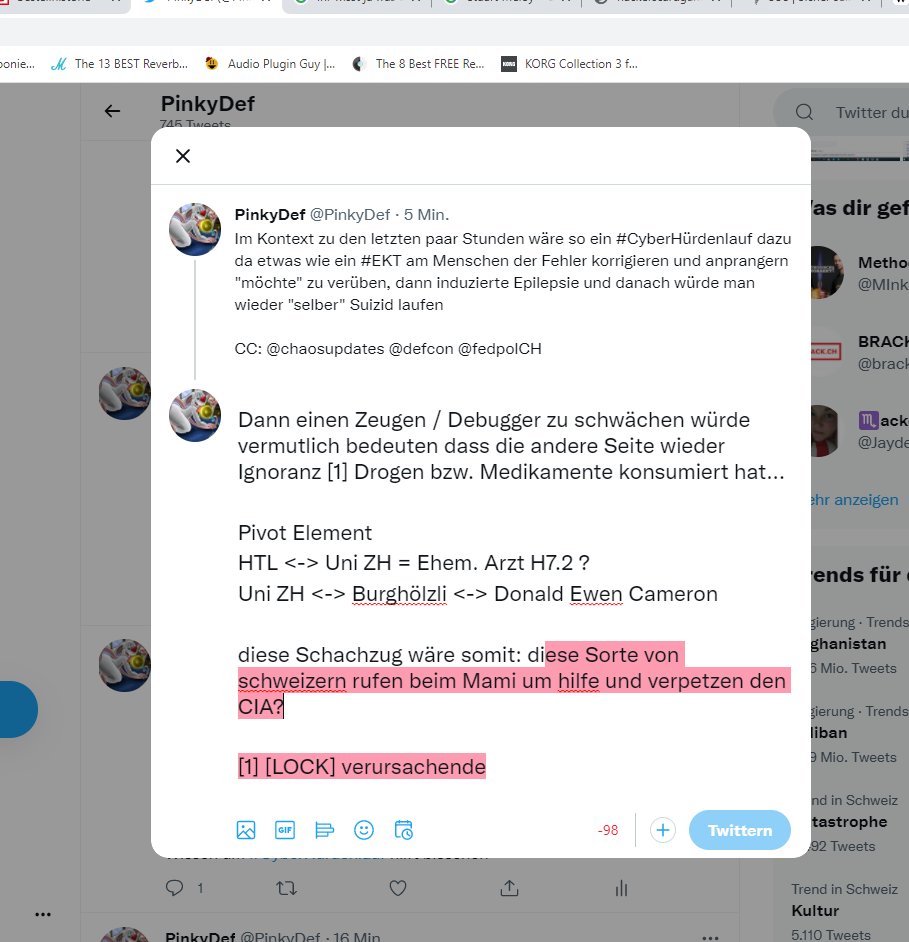 The 13 BEST Reverb...
Audio Plugin Guy |...
The 8 Best FREE Re...
KORG
KORG Collection 3 f...
PinkyDef
745 Tweets
Twitter du
PinkyDef @PinkyDef · 5 Min.
Im Kontext zu den letzten paar Stunden wäre so ein #CyberHürdenlauf dazu
da etwas wie ein #EKT am Menschen der Fehler korrigieren und anprangern
"möchte" zu verüben, dann induzierte Epilepsie und danach würde man
wieder "selber" Suizid laufen
CC: @chaosupdates @defcon @fedpolCH
Dann einen Zeugen / Debugger zu schwächen würde
vermutlich bedeuten dass die andere Seite wieder
Ignoranz [1] Drogen bzw. Medikamente konsumiert hat...
Pivot Element
HTL <-> Uni ZH = Ehem. Arzt H7.2 ?
Uni ZH <-> Burghölzli <-> Donald Ewen Cameron
diese Schachzug wäre somit: diese Sorte von
schweizern rufen beim Mami um hilfe und verpetzen den
CIA?
[1] [LOCK] verursachende
GIF
-98
Twittern
1
PinkyDef @PinkyDef · 16 Min.
as dir gef
Metho
@MInk
BRACK
@brac
ACK.CH
acke
@Jayde
ehr anzeigen
rends für
gierung · Trends
ghanistan
6 Mio. Tweets
gierung · Trends
liban
9 Mio. Tweets
nd in Schweiz
tastrophe
92 Tweets
Trend in Schweiz
Kultur
5.110 Tweets